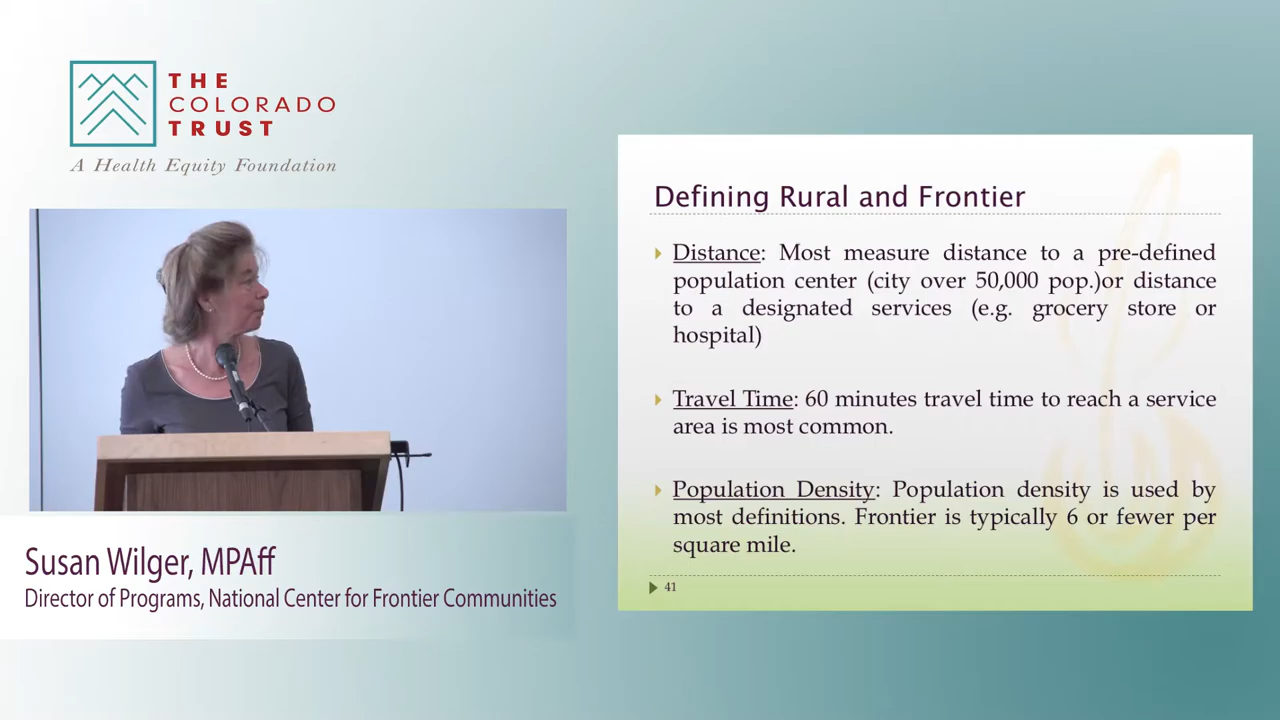 THE
COLORADO
TRUST
A Health Equity Foundation
Susan Wilger, MPAff
Director of Programs, National Center for Frontier Communities
Defining Rural and Frontier
Distance: Most measure distance to a pre-defined
population center (city over 50,000 pop.)or distance
to a designated services (e.g. grocery store or
hospital)
Travel Time: 60 minutes travel time to reach a service
area is most common.
Population Density: Population density is used by
most definitions. Frontier is typically 6 or fewer per
square mile.
41